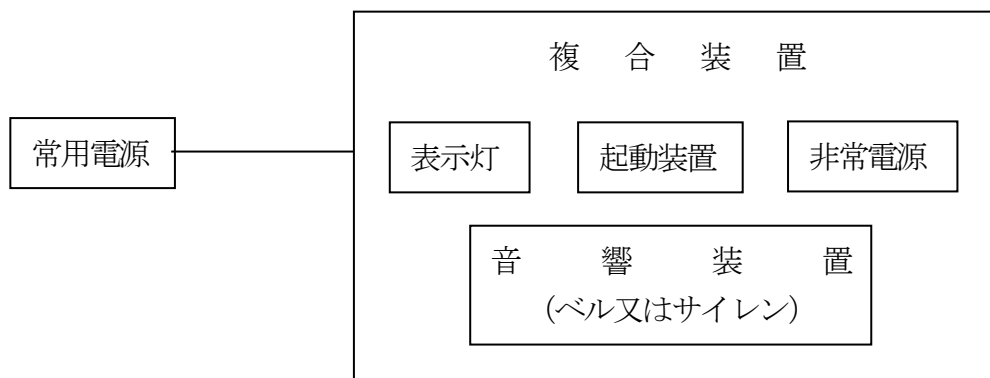 複合装置
常用電源
表示灯
起動装置
非常電源
音響装置
（ベル又はサイレン）